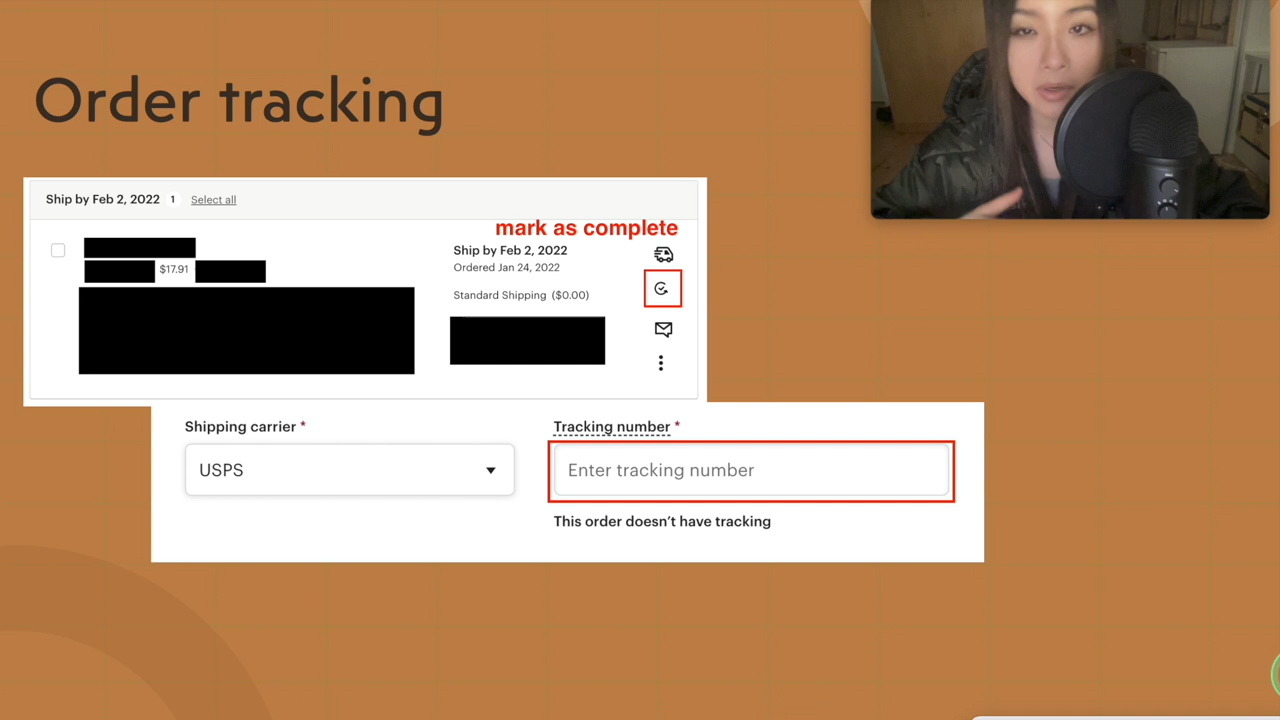 Order tracking
Ship by Feb 2, 2022 1 Select all
mark as complete
$17.91
Ship by Feb 2, 2022
Ordered Jan 24, 2022
Standard Shipping ($0.00)
Shipping carrier *
USPS
Tracking number *
Enter tracking number
This order doesn't have tracking